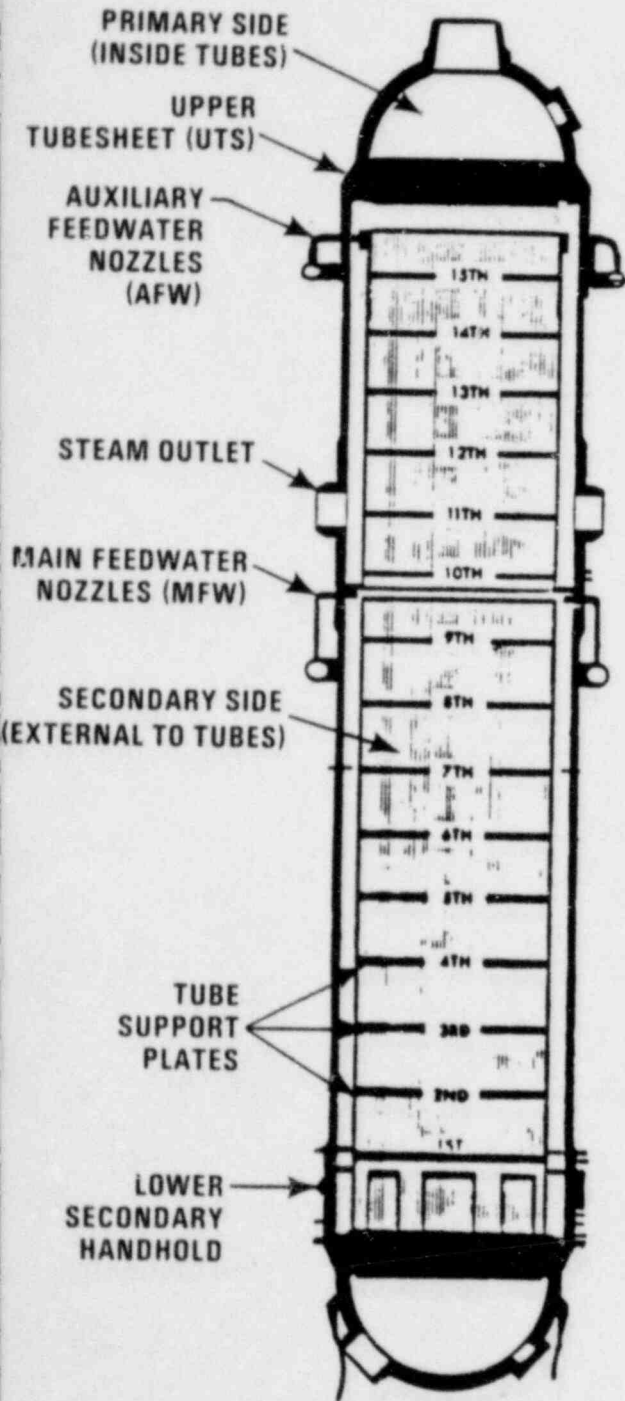 PRIMARY SIDE
(INSIDE TUBES)
UPPER
TUBESHEET (UTS)
AUXILIARY
FEEDWATER
NOZZLES
(AFW)
15TH
14TH
13TH
12TH
STEAM OUTLET
11TH
MAIN FEEDWATER
NOZZLES (MFW)
10TH
9TH
SECONDARY SIDE
(EXTERNAL TO TUBES)
8TH
7TH
6TH
5TH
4TH
TUBE
SUPPORT
PLATES
3RD
2ND
1ST
LOWER
SECONDARY
HANDHOLD